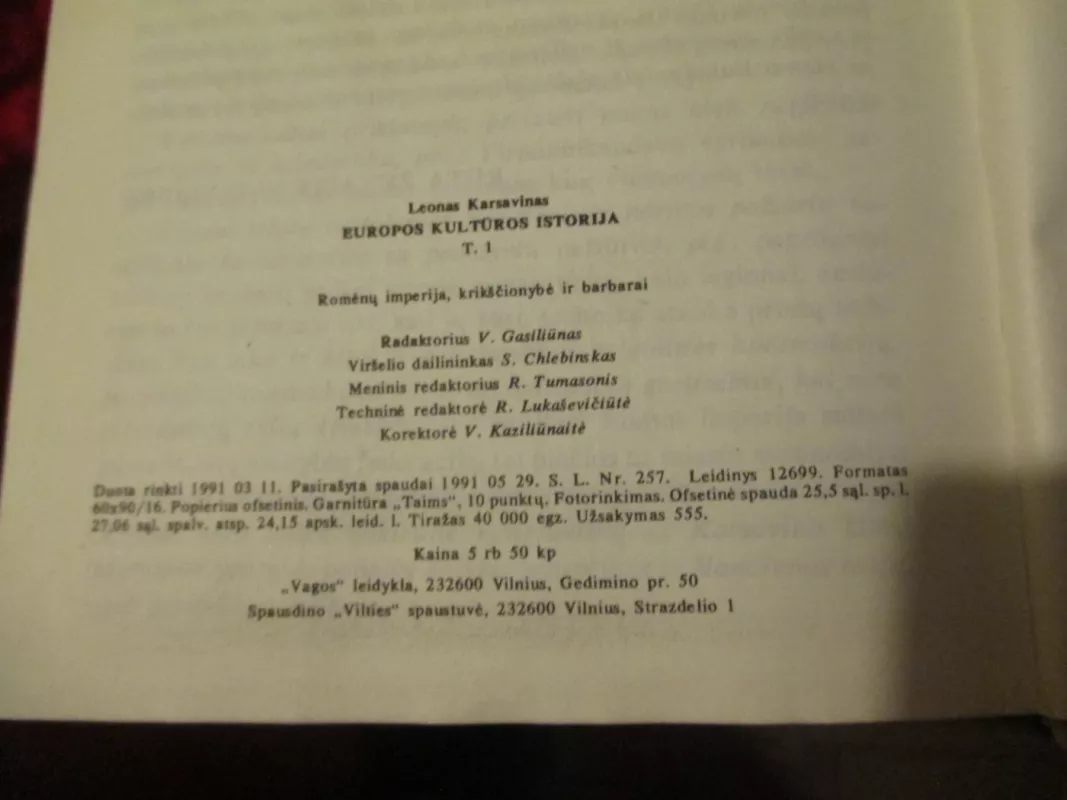 Leonas Karsavinas
EUROPOS KULTŪROS ISTORIJA
T. 1
Romėnų imperija, krikščionybė ir barbarai
Radaktorius V. Gasiliūnas
Viršelio dailininkas S. Chlebinskas
Meninis redaktorius R. Tumasonis
Techninė redaktorė R. Lukaševičiūtė
Korektorė V. Kaziliūnaitė
Duota rinkti 1991 03 11. Pasirašyta spaudai 1991 05 29. S. L. Nr. 257. Leidinys 12699. Formatas
60x90/16. Popierius ofsetinis. Garnitūra „Taims“, 10 punktų. Fotorinkimas. Ofsetinė spauda 25,5 sąl. sp. l.
27,06 sąl. spalv. atsp. 24,15 apsk. leid. l. Tiražas 40 000 egz. Užsakymas 555.
Kaina 5 rb 50 kp
„Vagos“ leidykla, 232600 Vilnius, Gedimino pr. 50
Spausdino „Vilties“ spaustuvė, 232600 Vilnius, Strazdelio 1